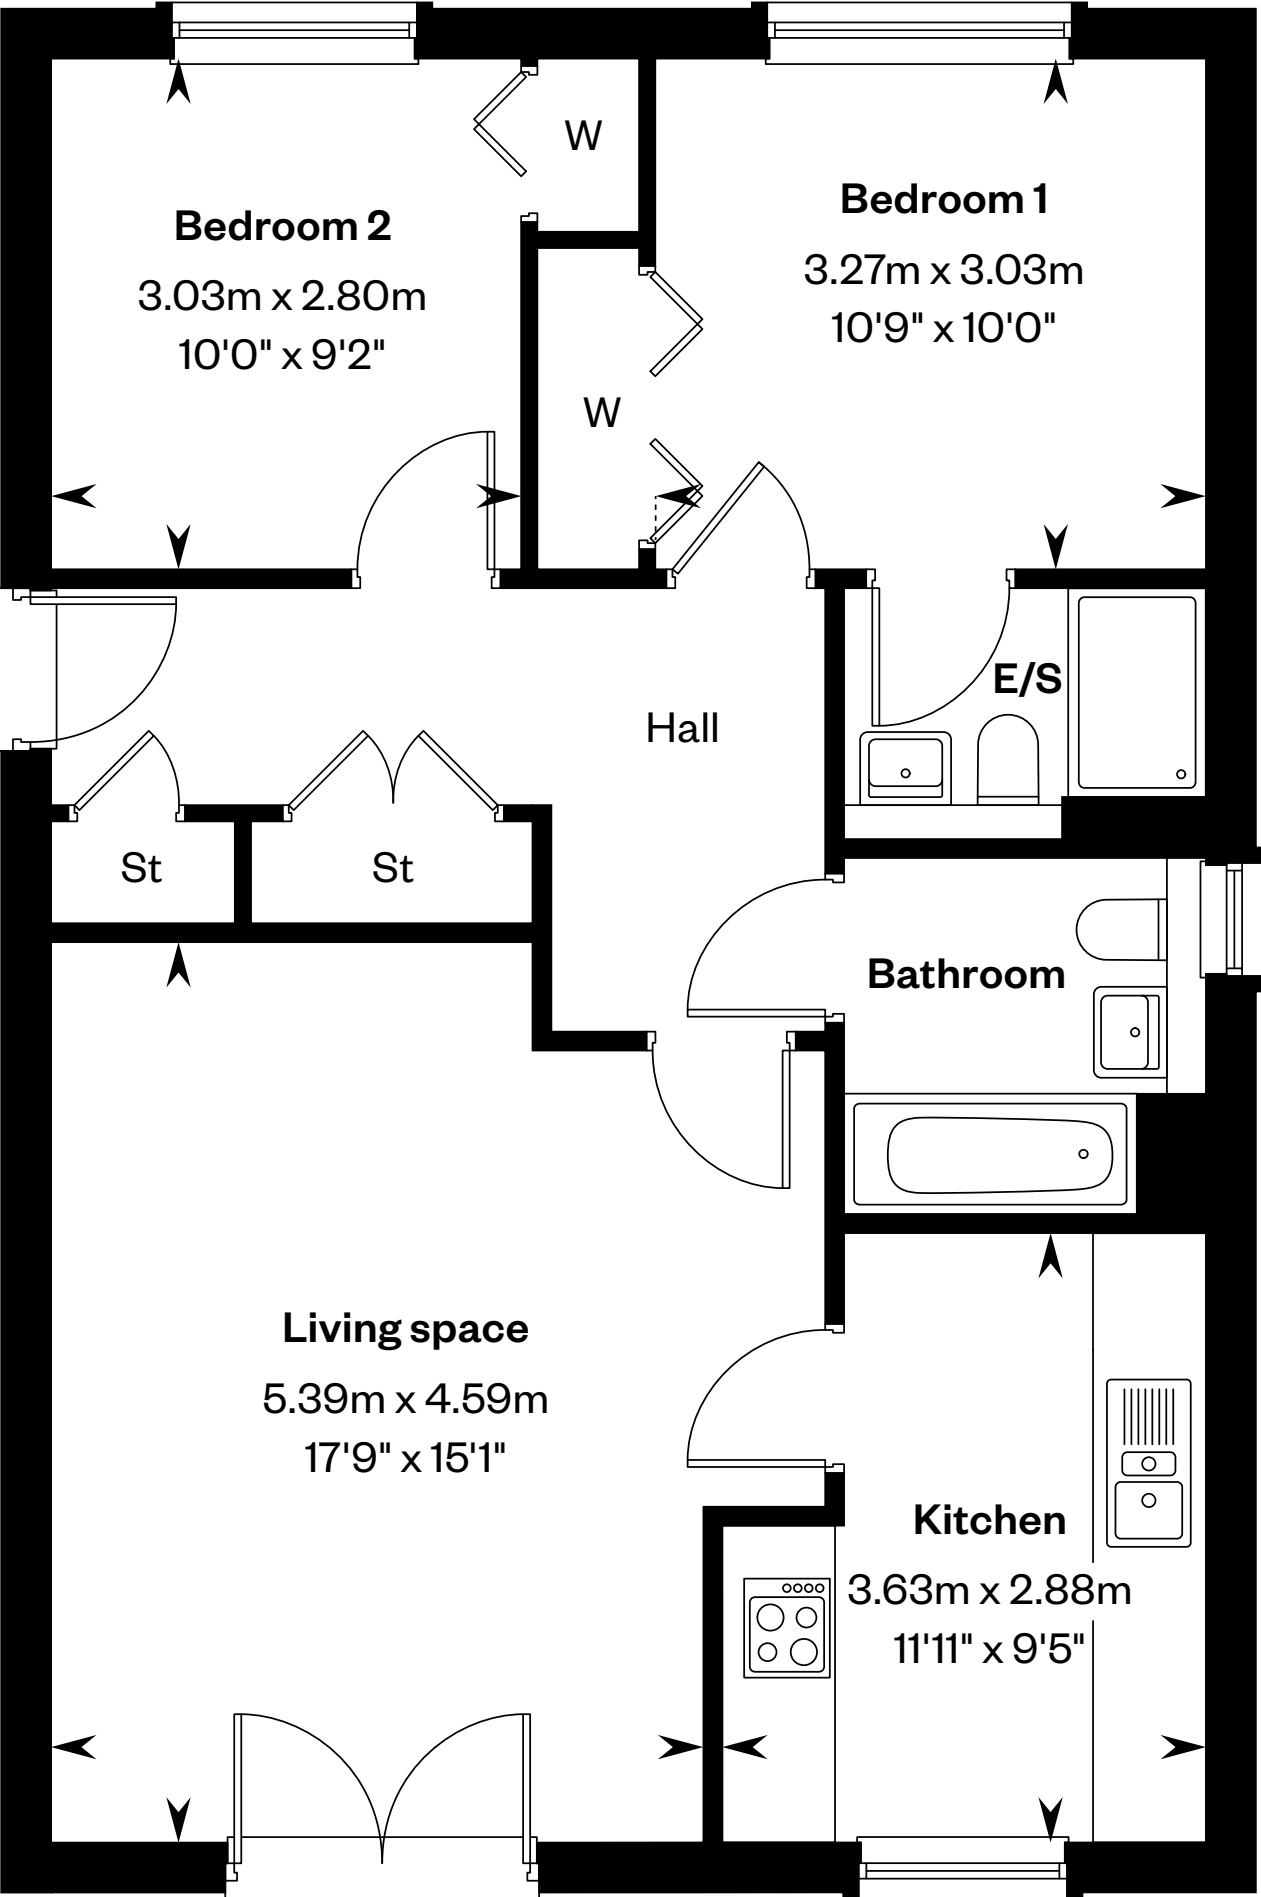 W
Bedroom 1
3.27m x 3.03m
10'9" x 10'0"
Bedroom 2
3.03m x 2.80m
10'0" x 9'2"
W
E/S
Hall
St
St
Bathroom
Living space
5.39m x 4.59m
17'9" x 15'1"
Kitchen
3.63m x 2.88m
11'11" x 9'5"